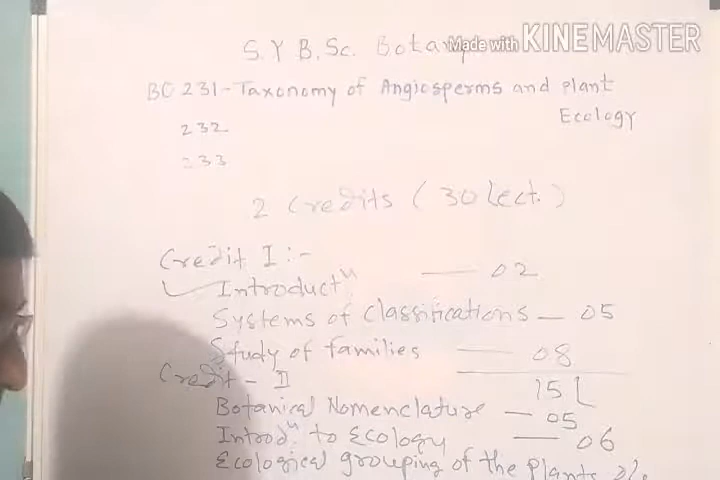 S.Y B.Sc. Botany
Made with KINEMASTER
BO 231 - Taxonomy of Angiosperms and plant
Ecology
232
233
2 Credits (30 Lect.)
Credit I :-
Introductⁿ — 02
Systems of classifications — 05
Study of families — 08
15 L
Credit - II
Botanical Nomenclature — 05
Introdⁿ to Ecology — 06
Ecological grouping of the plants